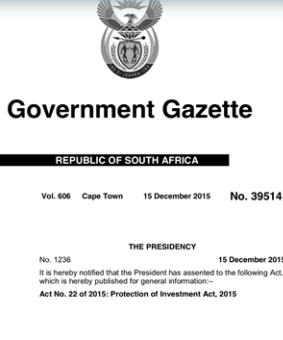 Government Gazette
REPUBLIC OF SOUTH AFRICA
Vol. 606 Cape Town 15 December 2015 No. 39514
THE PRESIDENCY
No. 1236 15 December 2015
It is hereby notified that the President has assented to the following Act,
which is hereby published for general information:–
Act No. 22 of 2015: Protection of Investment Act, 2015